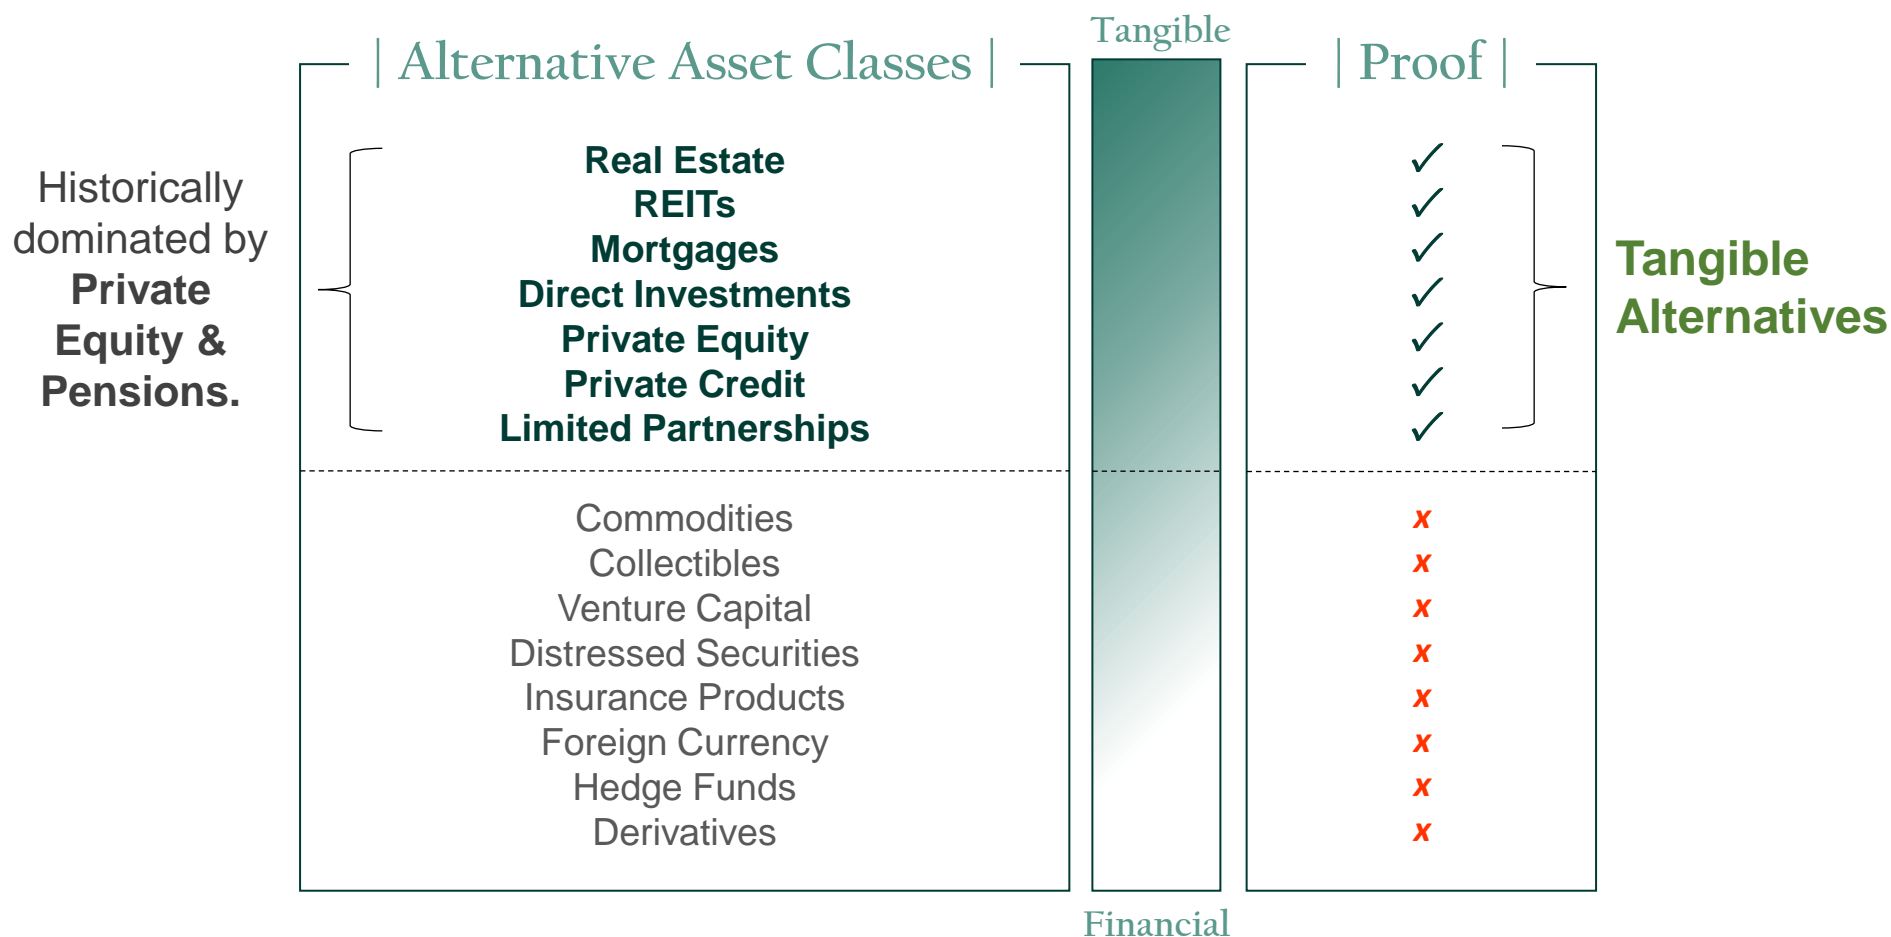 Tangible
| Alternative Asset Classes |
| Proof |
Historically
dominated by
Private
Equity &
Pensions.
Real Estate ✓
REITs ✓
Mortgages ✓
Direct Investments ✓
Private Equity ✓
Private Credit ✓
Limited Partnerships ✓
Tangible
Alternatives
Commodities x
Collectibles x
Venture Capital x
Distressed Securities x
Insurance Products x
Foreign Currency x
Hedge Funds x
Derivatives x
Financial